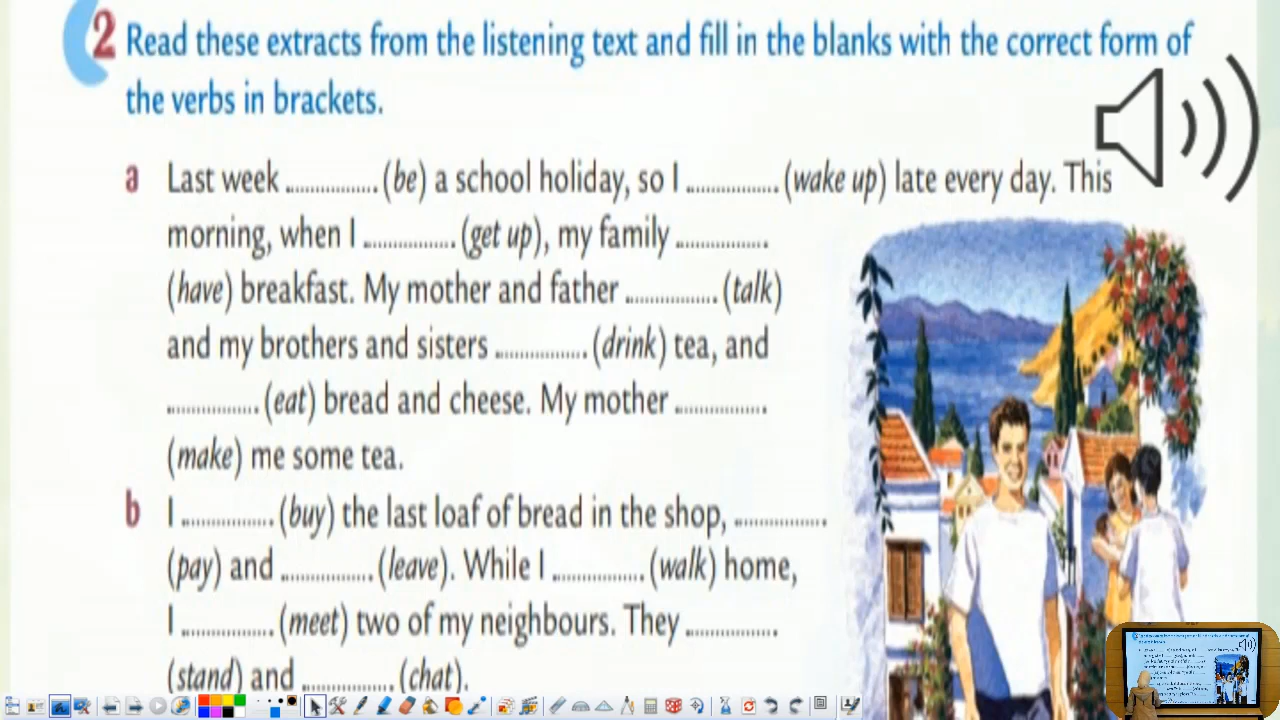 2 Read these extracts from the listening text and fill in the blanks with the correct form of
the verbs in brackets.
a Last week ................ (be) a school holiday, so I ................ (wake up) late every day. This
morning, when I ................ (get up), my family ................
(have) breakfast. My mother and father ................ (talk)
and my brothers and sisters ................ (drink) tea, and
................ (eat) bread and cheese. My mother ................
(make) me some tea.
b I ................ (buy) the last loaf of bread in the shop, ................
(pay) and ................ (leave). While I ................ (walk) home,
I ................ (meet) two of my neighbours. They ................
(stand) and ................ (chat).